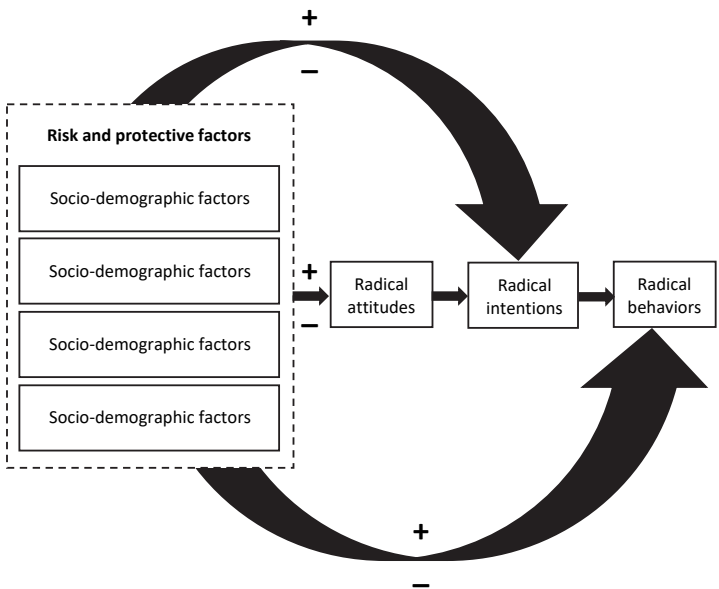 +
−
Risk and protective factors
Socio-demographic factors
Socio-demographic factors
Socio-demographic factors
Socio-demographic factors
+
−
Radical
attitudes
Radical
intentions
Radical
behaviors
+
−